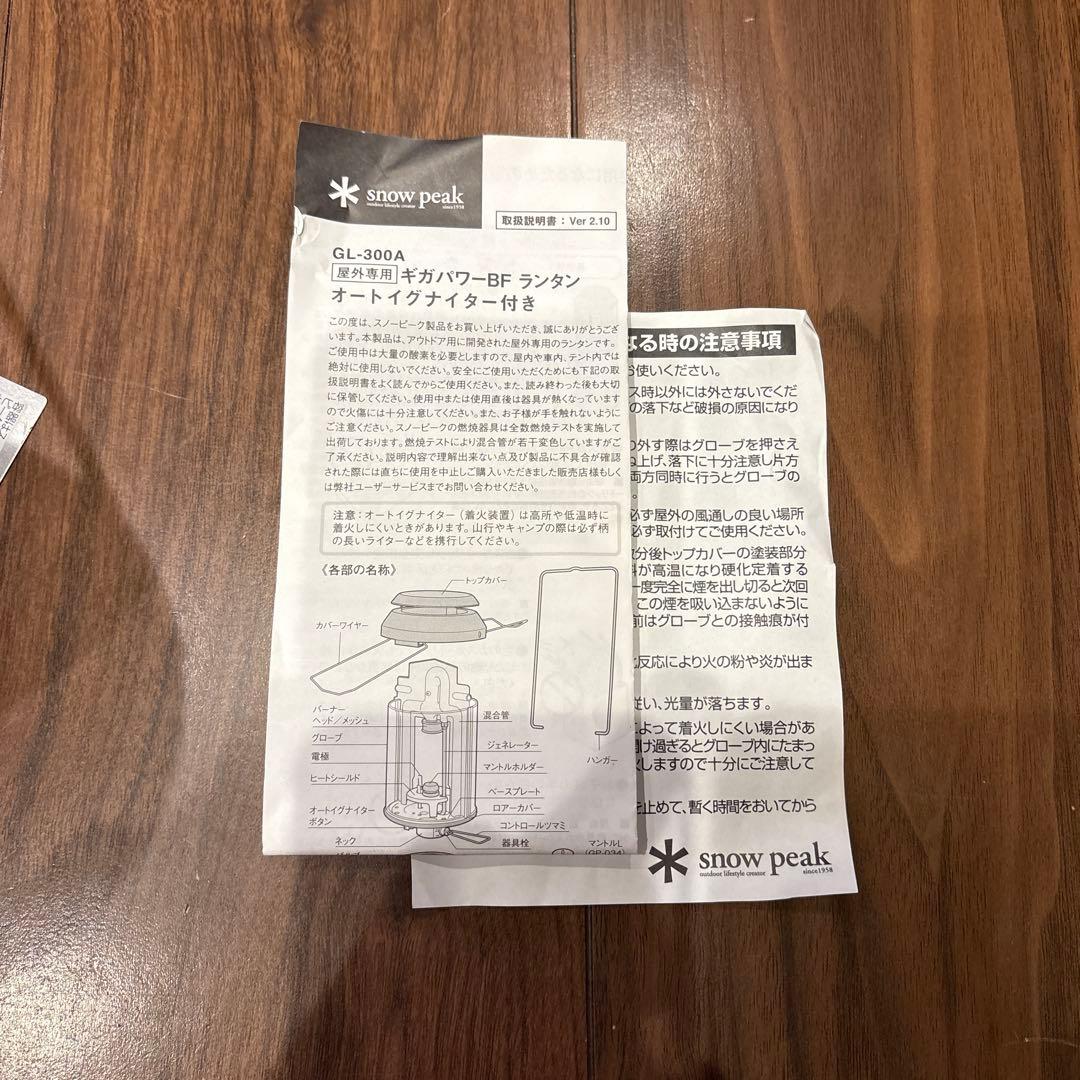 snow peak
outdoor lifestyle creator since1958
取扱説明書：Ver 2.10
GL-300A
屋外専用 ギガパワーBF ランタン
オートイグナイター付き
この度は、スノーピーク製品をお買い上げいただき、誠にありがとうござ
います。本製品は、アウトドア用に開発された屋外専用のランタンです。
ご使用中は大量の酸素を必要としますので、屋内や車内、テント内では
絶対に使用しないでください。安全にご使用いただくためにも下記の取
扱説明書をよく読んでからご使用ください。また、読み終わった後も大切
に保管してください。使用中または使用直後は器具が熱くなっています
ので火傷には十分注意してください。また、お子様が手を触れないように
ご注意ください。スノーピークの燃焼器具は全数燃焼テストを実施して
出荷しております。燃焼テストにより混合管が若干変色していますがご
了承ください。説明内容で理解出来ない点及び製品に不具合が確認
された際には直ちに使用を中止しご購入いただきました販売店様もしく
は弊社ユーザーサービスまでお問い合わせください。
注意：オートイグナイター（着火装置）は高所や低温時に
着火しにくいときがあります。山行やキャンプの際は必ず柄
の長いライターなどを携行してください。
《各部の名称》
トップカバー
カバーワイヤー
バーナー
ヘッド／メッシュ
グローブ
電極
ヒートシールド
オートイグナイター
ボタン
ネック
混合管
ジェネレーター
マントルホルダー
ベースプレート
ロアーカバー
コントロールツマミ
器具栓
ハンガー
マントルL
(GP-034)
なる時の注意事項
お使いください。
ス時以外には外さないでくだ
の落下など破損の原因になり
り外す際はグローブを押さえ
ね上げ、落下に十分注意し片方
両方同時に行うとグローブの
。
必ず屋外の風通しの良い場所
必ず取付けてご使用ください。
数分後トップカバーの塗装部分
料が高温になり硬化定着する
一度完全に煙を出し切ると次回
この煙を吸い込まないように
前はグローブとの接触痕が付
反応により火の粉や炎が出ま
従い、光量が落ちます。
よって着火しにくい場合があ
開け過ぎるとグローブ内にたまっ
火しますので十分にご注意して
を止めて、暫く時間をおいてから
snow peak
outdoor lifestyle creator since1958